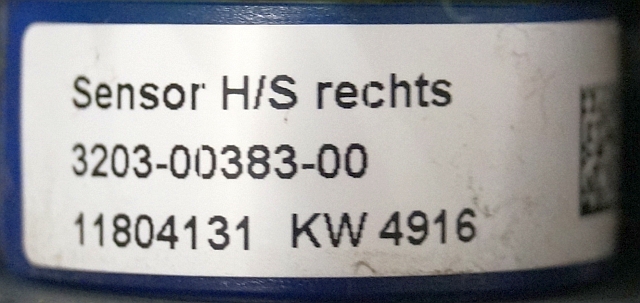 Sensor H/S rechts
3203-00383-00
11804131 KW 4916